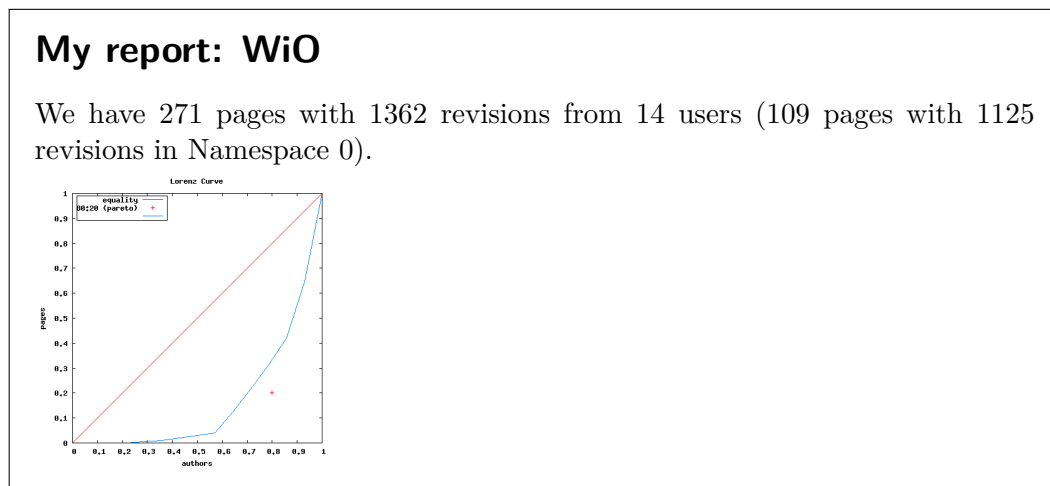 My report: WiO
We have 271 pages with 1362 revisions from 14 users (109 pages with 1125
revisions in Namespace 0).
Lorenz Curve
equality
80:20 (pareto)
1
0.9
0.8
0.7
0.6
0.5
0.4
0.3
0.2
0.1
0
pages
0 0.1 0.2 0.3 0.4 0.5 0.6 0.7 0.8 0.9 1
authors